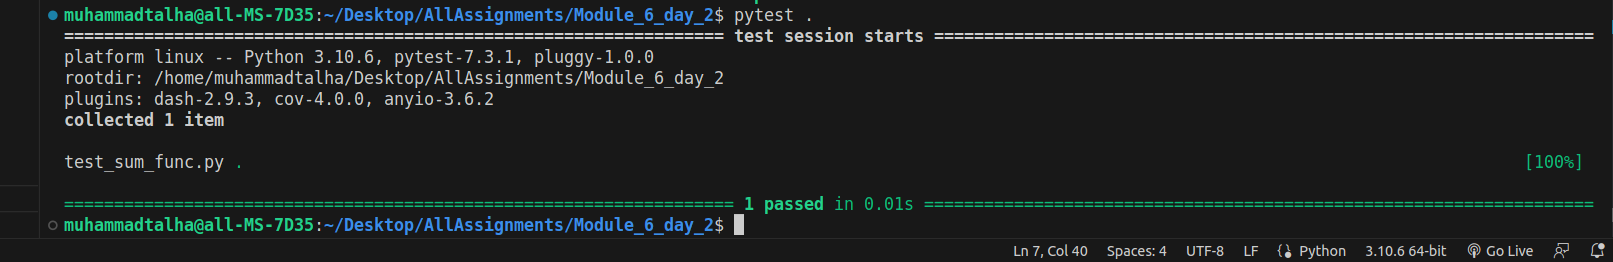 muhammadtalha@all-MS-7D35:~/Desktop/AllAssignments/Module_6_day_2$ pytest .
================================================================== test session starts ==================================================================
platform linux -- Python 3.10.6, pytest-7.3.1, pluggy-1.0.0
rootdir: /home/muhammadtalha/Desktop/AllAssignments/Module_6_day_2
plugins: dash-2.9.3, cov-4.0.0, anyio-3.6.2
collected 1 item
test_sum_func.py . [100%]
=================================================================== 1 passed in 0.01s ===================================================================
muhammadtalha@all-MS-7D35:~/Desktop/AllAssignments/Module_6_day_2$
Ln 7, Col 40 Spaces: 4 UTF-8 LF Python 3.10.6 64-bit Go Live